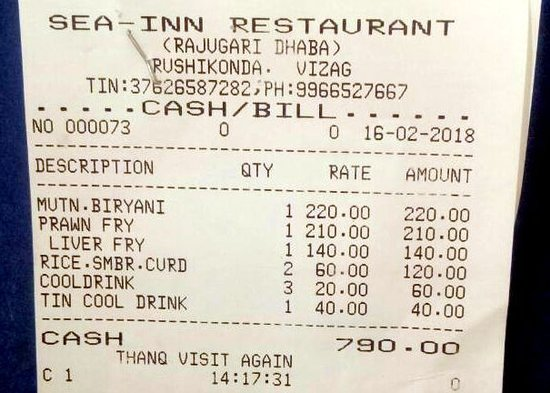 SEA-INN RESTAURANT
(RAJUGARI DHABA)
RUSHIKONDA. VIZAG
TIN:37626587282,PH:9966527667
.....CASH/BILL......
NO 000073 0 0 16-02-2018
DESCRIPTION QTY RATE AMOUNT
MUTN.BIRYANI 1 220.00 220.00
PRAWN FRY 1 210.00 210.00
LIVER FRY 1 140.00 140.00
RICE.SMBR.CURD 2 60.00 120.00
COOLDRINK 3 20.00 60.00
TIN COOL DRINK 1 40.00 40.00
CASH 790.00
THANQ VISIT AGAIN
C 1 14:17:31 0